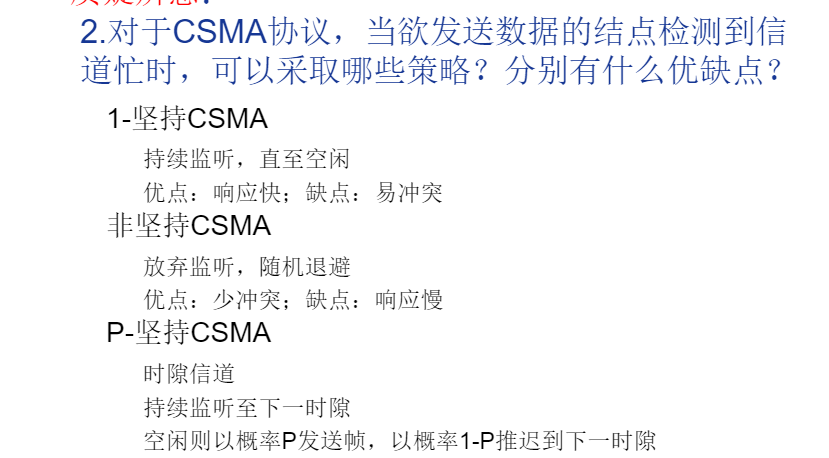 2.对于CSMA协议，当欲发送数据的结点检测到信
道忙时，可以采取哪些策略？分别有什么优缺点？
1-坚持CSMA
持续监听，直至空闲
优点：响应快；缺点：易冲突
非坚持CSMA
放弃监听，随机退避
优点：少冲突；缺点：响应慢
P-坚持CSMA
时隙信道
持续监听至下一时隙
空闲则以概率P发送帧，以概率1-P推迟到下一时隙